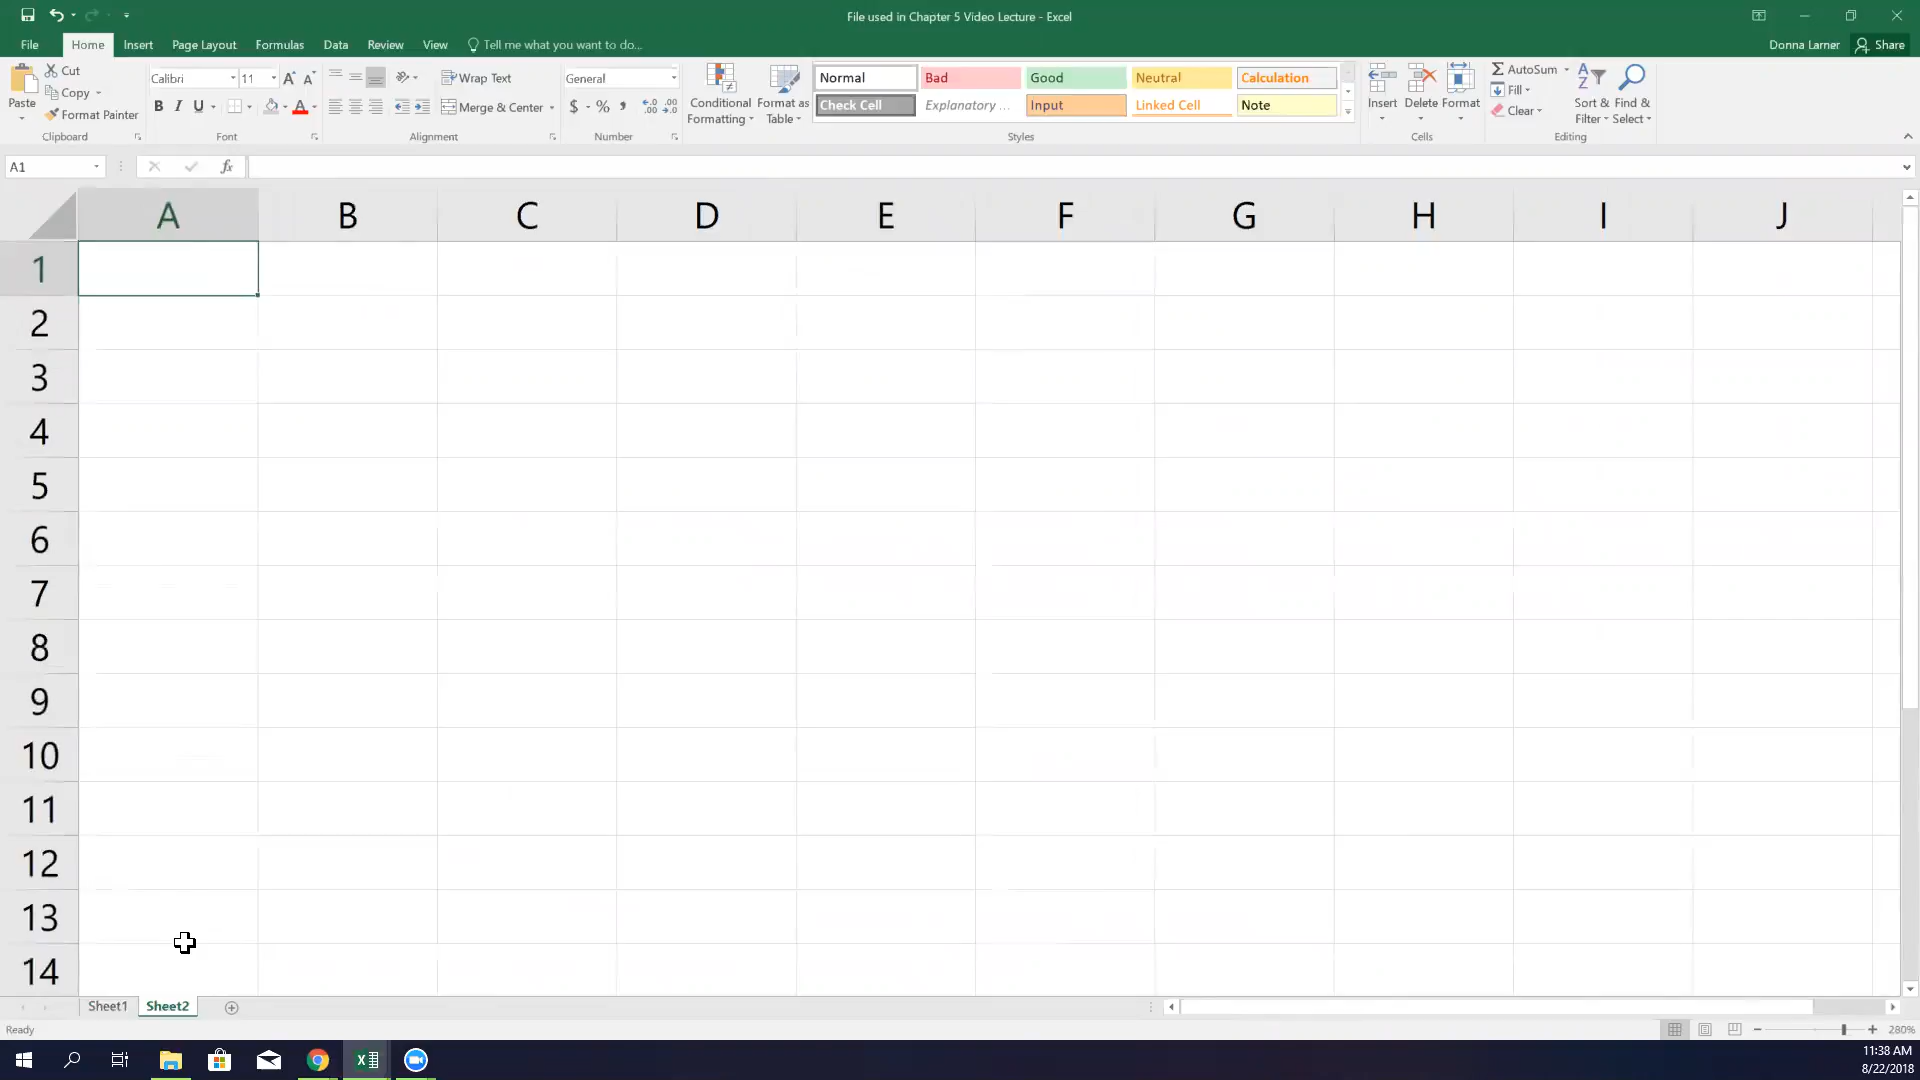 File used in Chapter 5 Video Lecture - Excel
File Home Insert Page Layout Formulas Data Review View Tell me what you want to do... Donna Larner Share
Paste
Cut
Copy
Format Painter
Clipboard
Calibri 11
B I U
Font
Wrap Text
Merge & Center
Alignment
General
$ % ,
Number
Conditional Formatting
Format as Table
Normal Bad Good Neutral Calculation
Check Cell Explanatory ... Input Linked Cell Note
Styles
Insert Delete Format
Cells
AutoSum
Fill
Clear
Sort & Filter
Find & Select
Editing
A1 fx
A B C D E F G H I J
1
2
3
4
5
6
7
8
9
10
11
12
13
14
Sheet1 Sheet2
Ready 280%
11:38 AM
8/22/2018